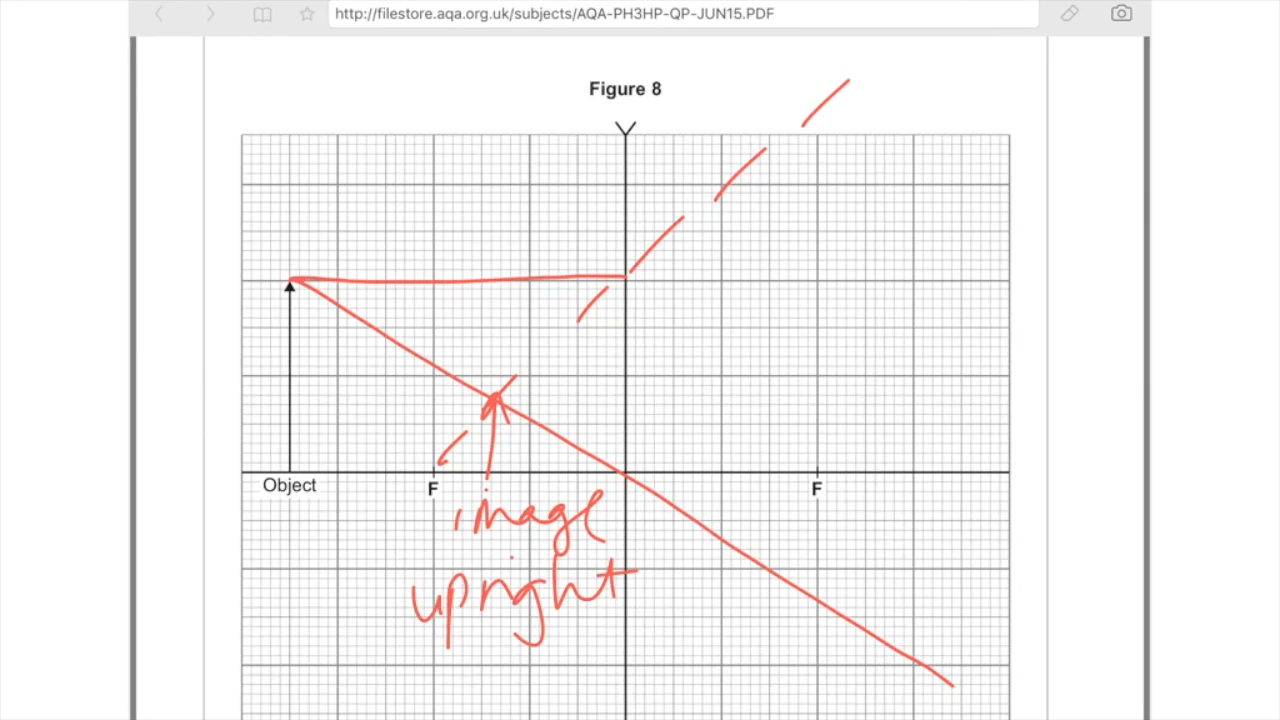 http://filestore.aqa.org.uk/subjects/AQA-PH3HP-QP-JUN15.PDF
Figure 8
Object
F
F
image
upright